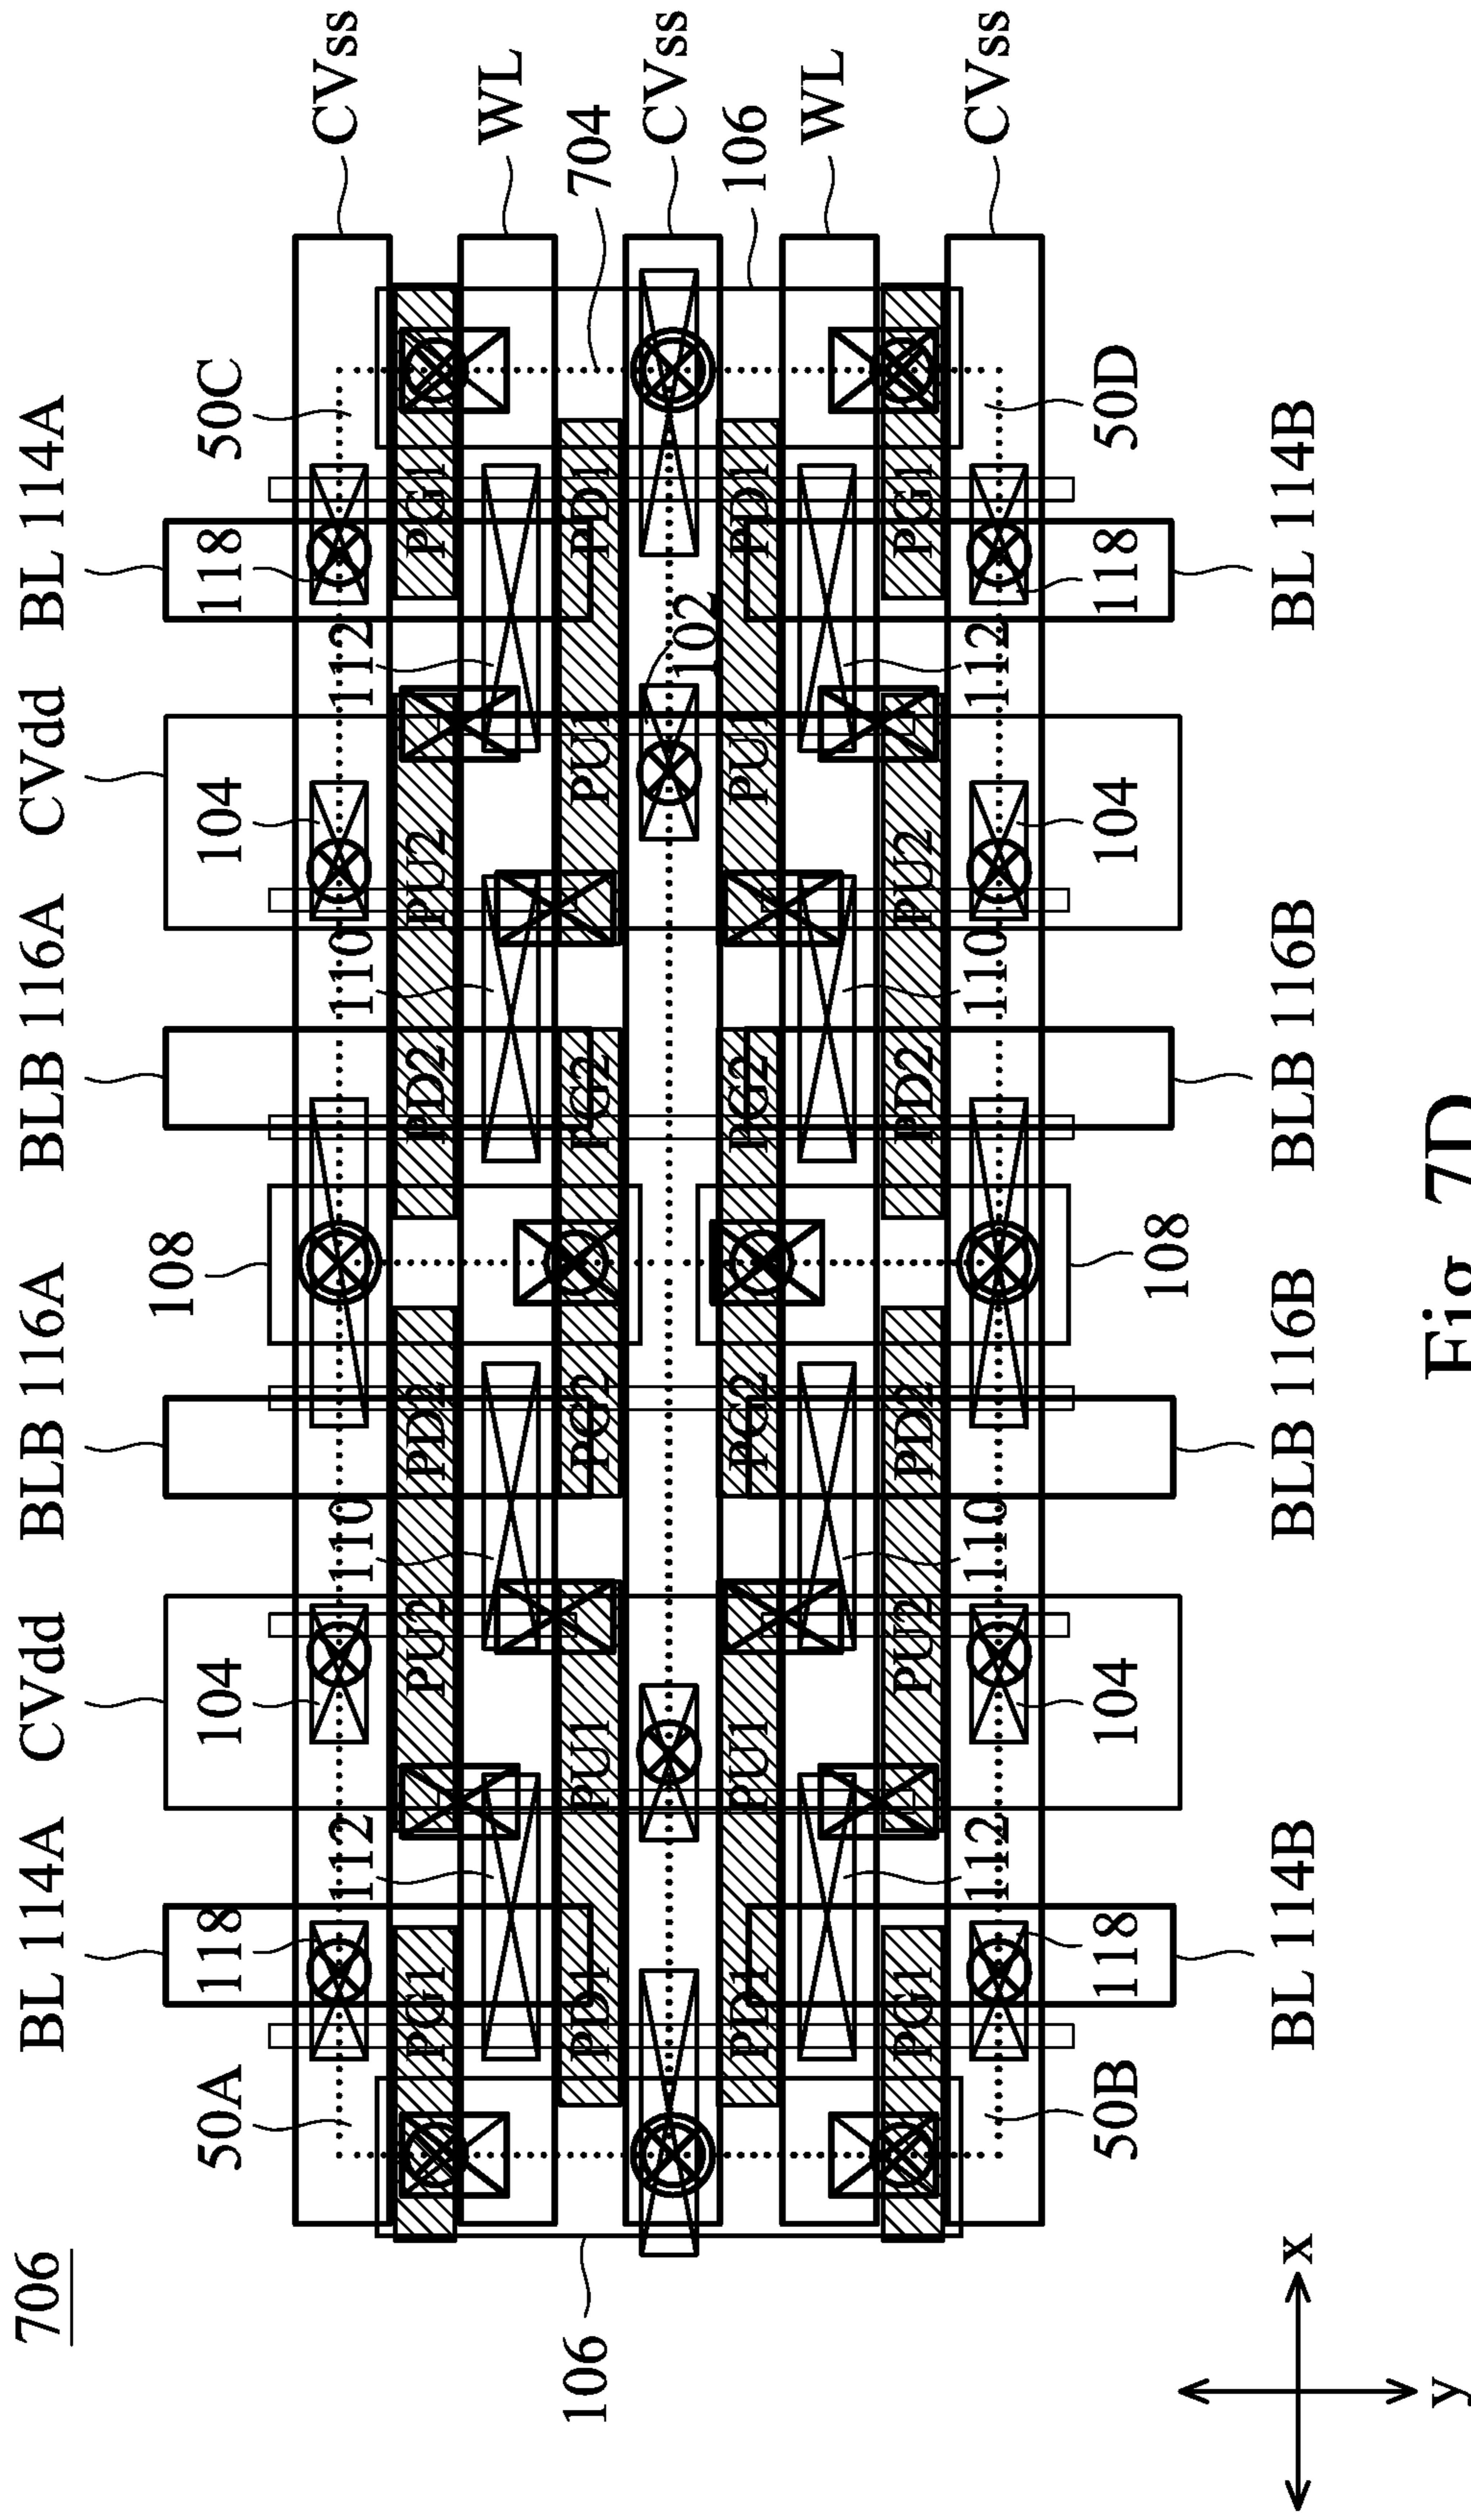 706
BL 114A CVdd BLB 116A BLB 116A CVdd BL 114A
108
50A 118 104 104 118 50C
112 110 110 112 CVss
PG1 PU2 PD2 PD2 PU2 PG1
WL
106 PD1 PU1 PG2 PG2 PU1 PD1 704
102 CVss
PD1 PU1 PG2 PG2 PU1 PD1 106
WL
PG1 PU2 PD2 PD2 PU2 PG1
112 110 110 112 CVss
50B 118 104 104 118 50D
108
x BL 114B BLB 116B BLB 116B BL 114B
y Fig 7D